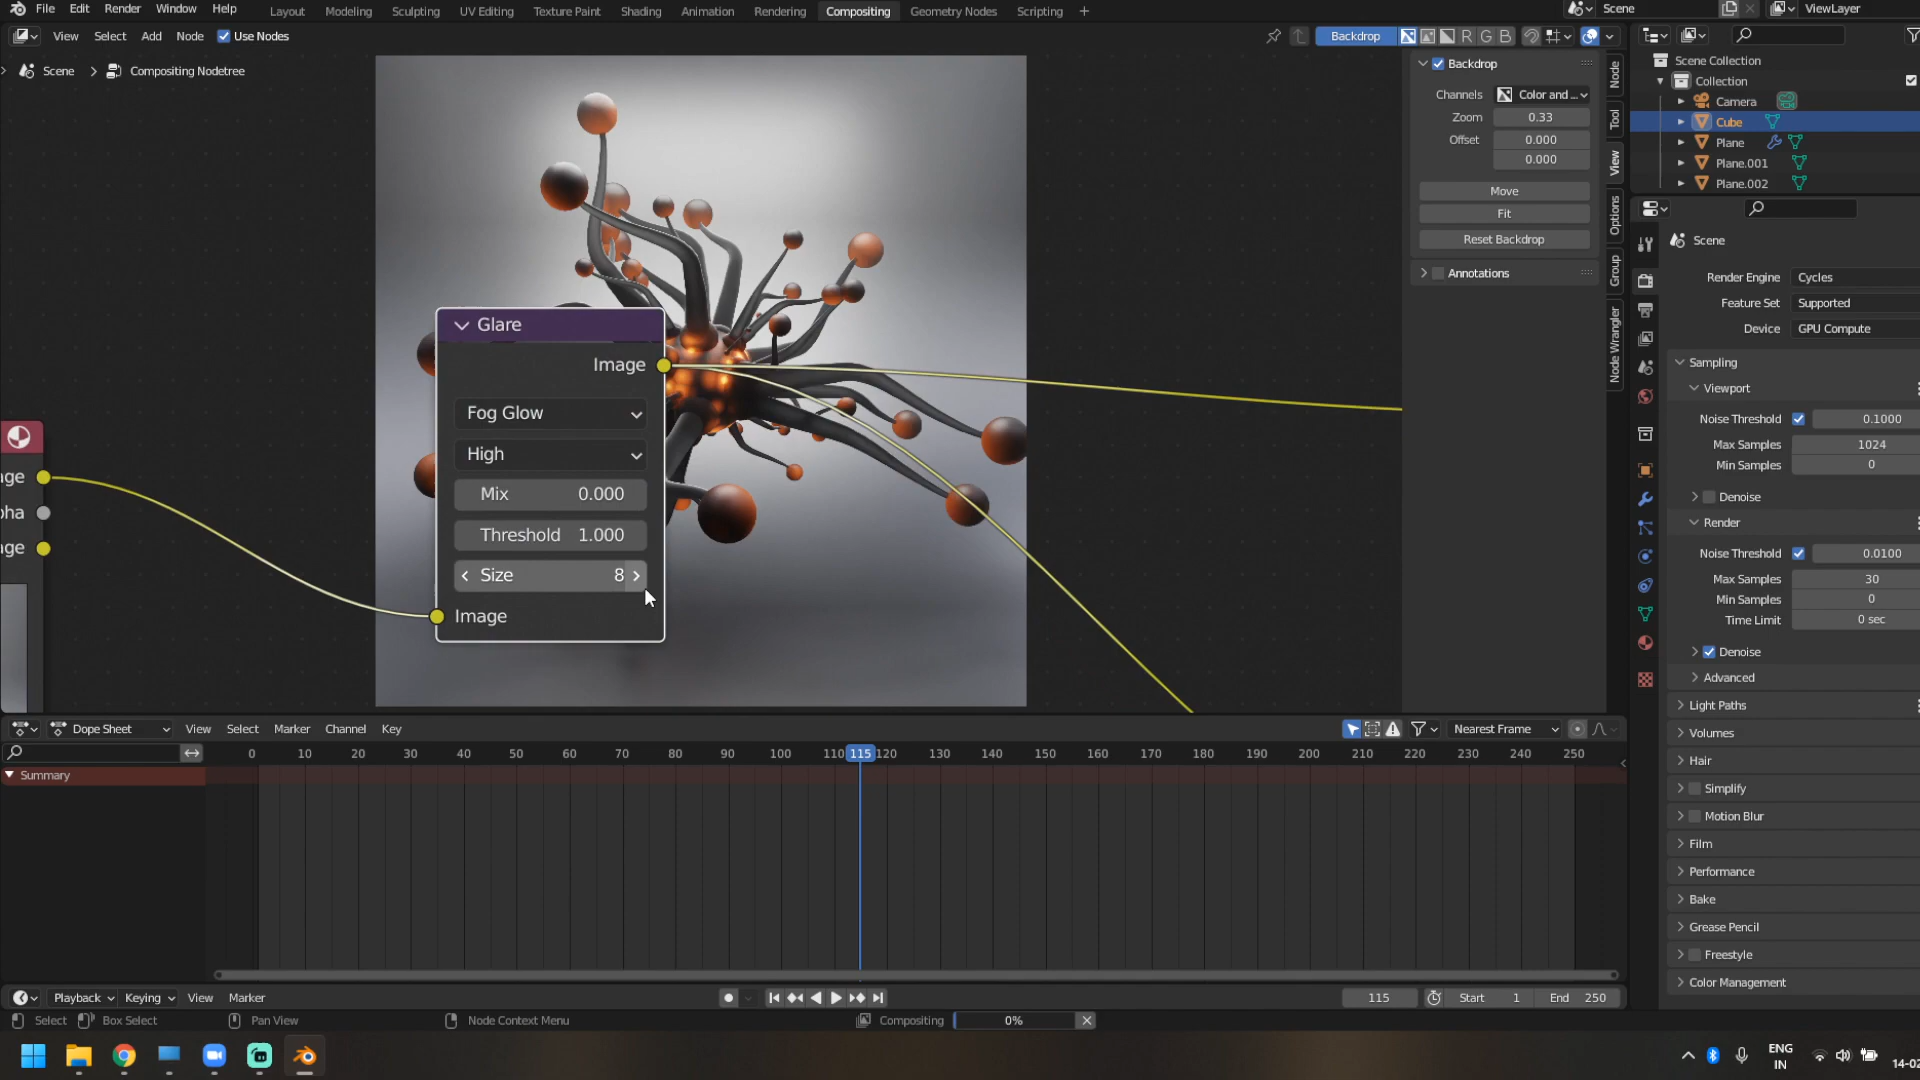 File Edit Render Window Help Layout Modeling Sculpting UV Editing Texture Paint Shading Animation Rendering Compositing Geometry Nodes Scripting + Scene ViewLayer
View Select Add Node Use Nodes Backdrop R G B
Scene > Compositing Nodetree
Backdrop
Channels Color and ...
Zoom 0.33
Offset 0.000
0.000
Move
Fit
Reset Backdrop
Annotations
Node
Tool
View
Options
Group
Node Wrangler
Scene Collection
Collection
Camera
Cube
Plane
Plane.001
Plane.002
Scene
Render Engine Cycles
Feature Set Supported
Device GPU Compute
Sampling
Viewport
Noise Threshold 0.1000
Max Samples 1024
Min Samples 0
Denoise
Render
Noise Threshold 0.0100
Max Samples 30
Min Samples 0
Time Limit 0 sec
Denoise
Advanced
Light Paths
Volumes
Hair
Simplify
Motion Blur
Film
Performance
Bake
Grease Pencil
Freestyle
Color Management
Glare
Image
Fog Glow
High
Mix 0.000
Threshold 1.000
Size 8
Image
age
pha
age
Dope Sheet View Select Marker Channel Key Nearest Frame
0 10 20 30 40 50 60 70 80 90 100 110 115 120 130 140 150 160 170 180 190 200 210 220 230 240 250
Summary
Playback Keying View Marker 115 Start 1 End 250
Select Box Select Pan View Node Context Menu Compositing 0%
ENG
IN
14-02